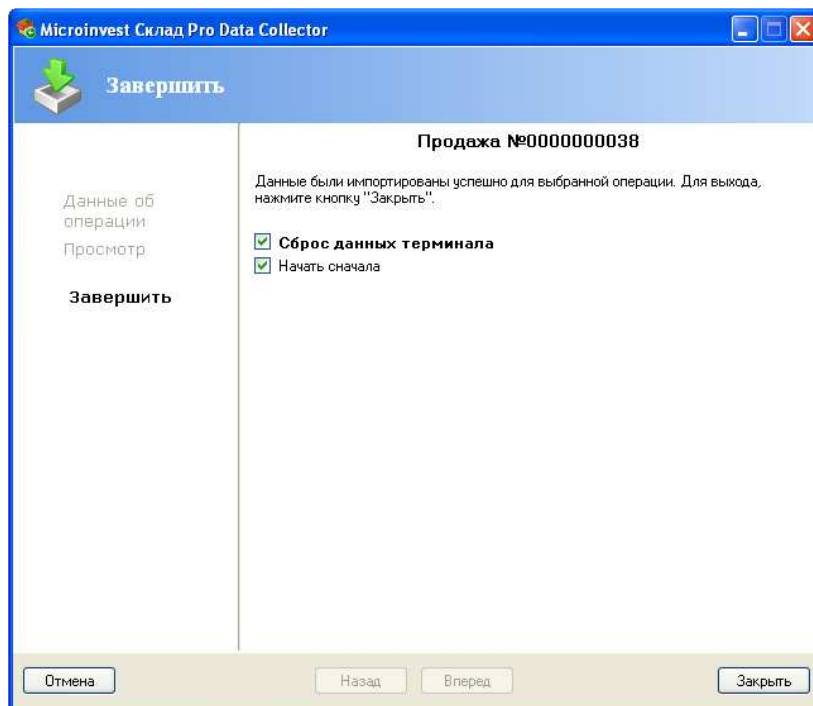 Microinvest Склад Pro Data Collector
Завершить
Данные об
операции
Просмотр
Завершить
Продажа №0000000038
Данные были импортированы успешно для выбранной операции. Для выхода,
нажмите кнопку "Закрыть".
Сброс данных терминала
Начать сначала
Отмена
Назад
Вперед
Закрыть